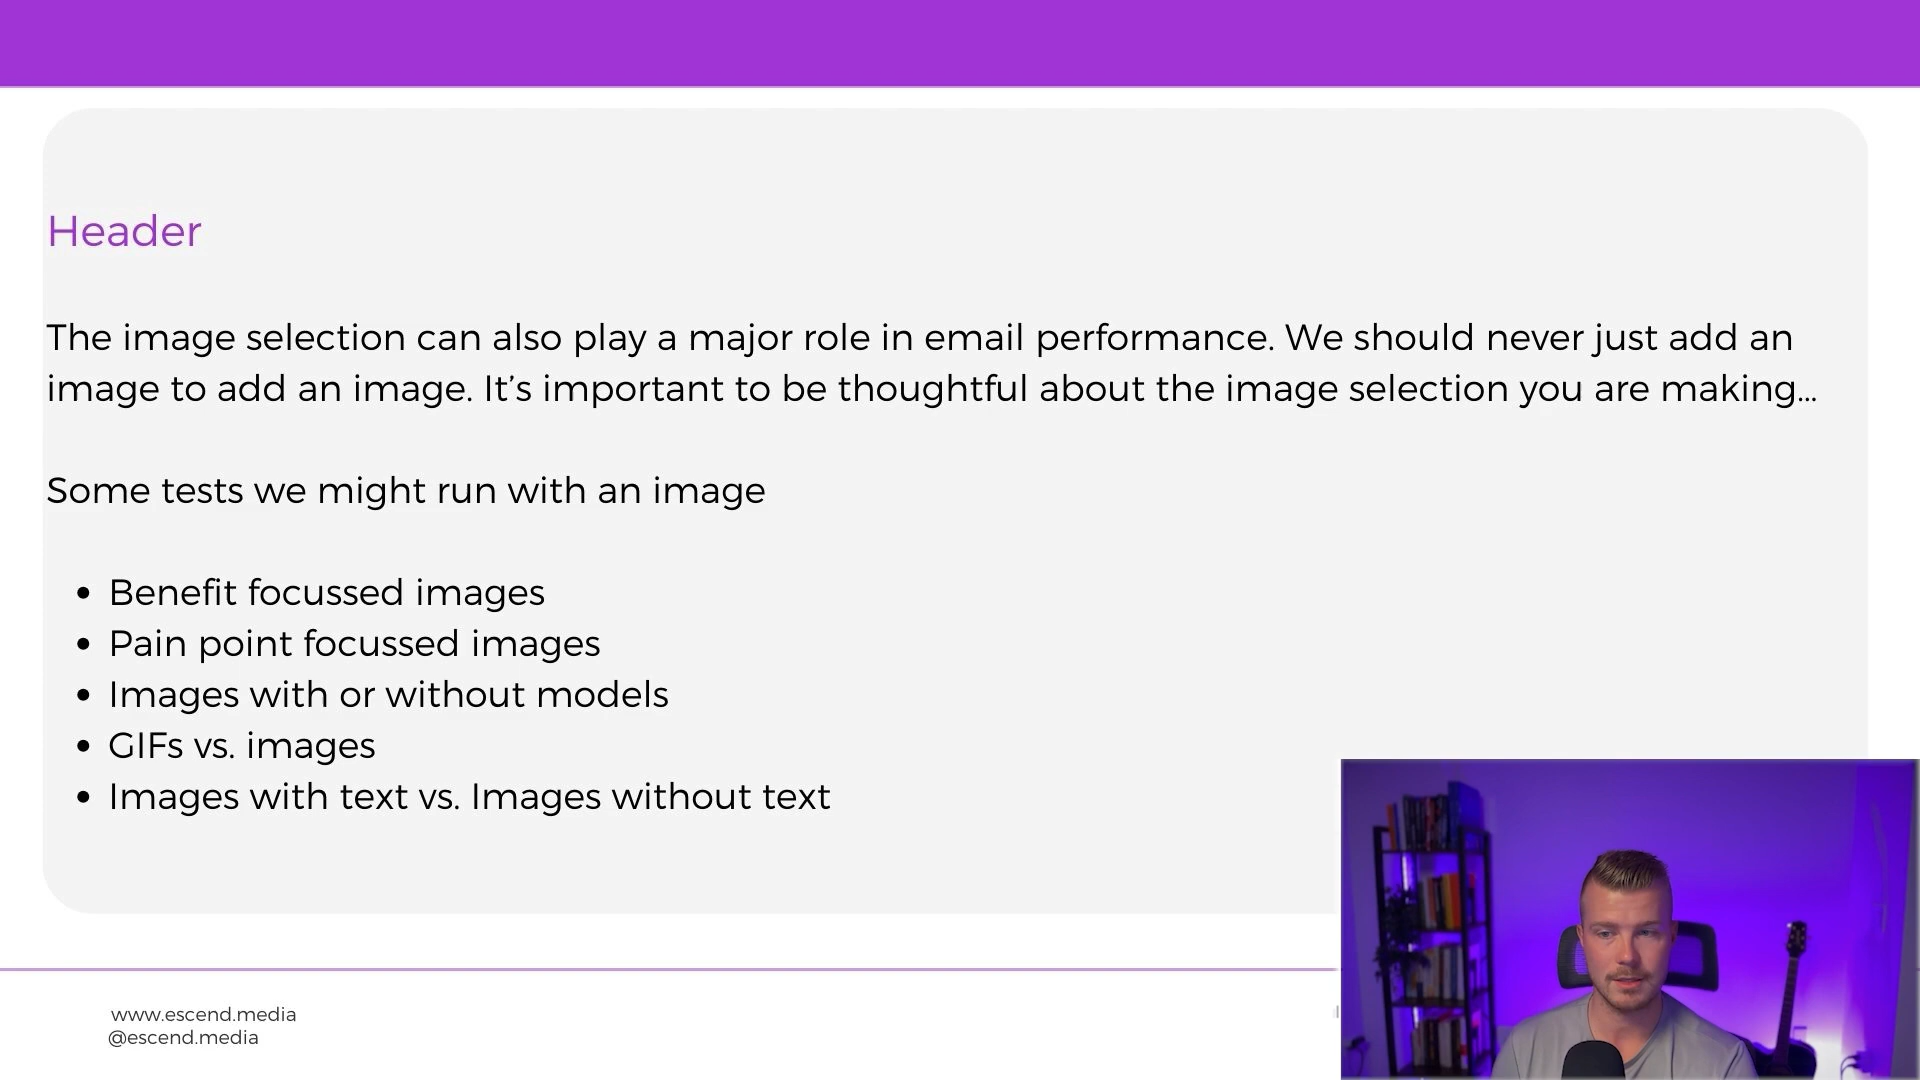 Header
The image selection can also play a major role in email performance. We should never just add an
image to add an image. It’s important to be thoughtful about the image selection you are making...
Some tests we might run with an image
• Benefit focussed images
• Pain point focussed images
• Images with or without models
• GIFs vs. images
• Images with text vs. Images without text
www.escend.media
@escend.media